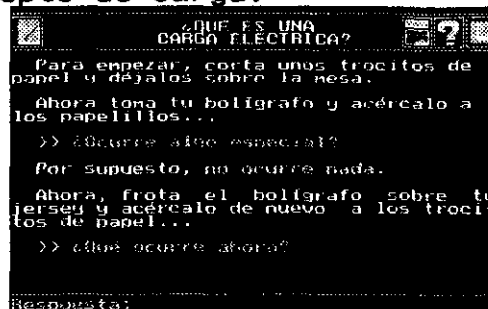 de carga.
¿QUE ES UNA
CARGA ELECTRICA?
Para empezar, corta unos trocitos de
papel y déjalos sobre la mesa.
Ahora toma tu bolígrafo y acércalo a
los papelillos...
>> ¿Ocurre algo especial?
Por supuesto, no ocurre nada.
Ahora, frota el bolígrafo sobre tu
jersey y acércalo de nuevo a los troci-
tos de papel...
>> ¿Qué ocurre ahora?
Respuesta: